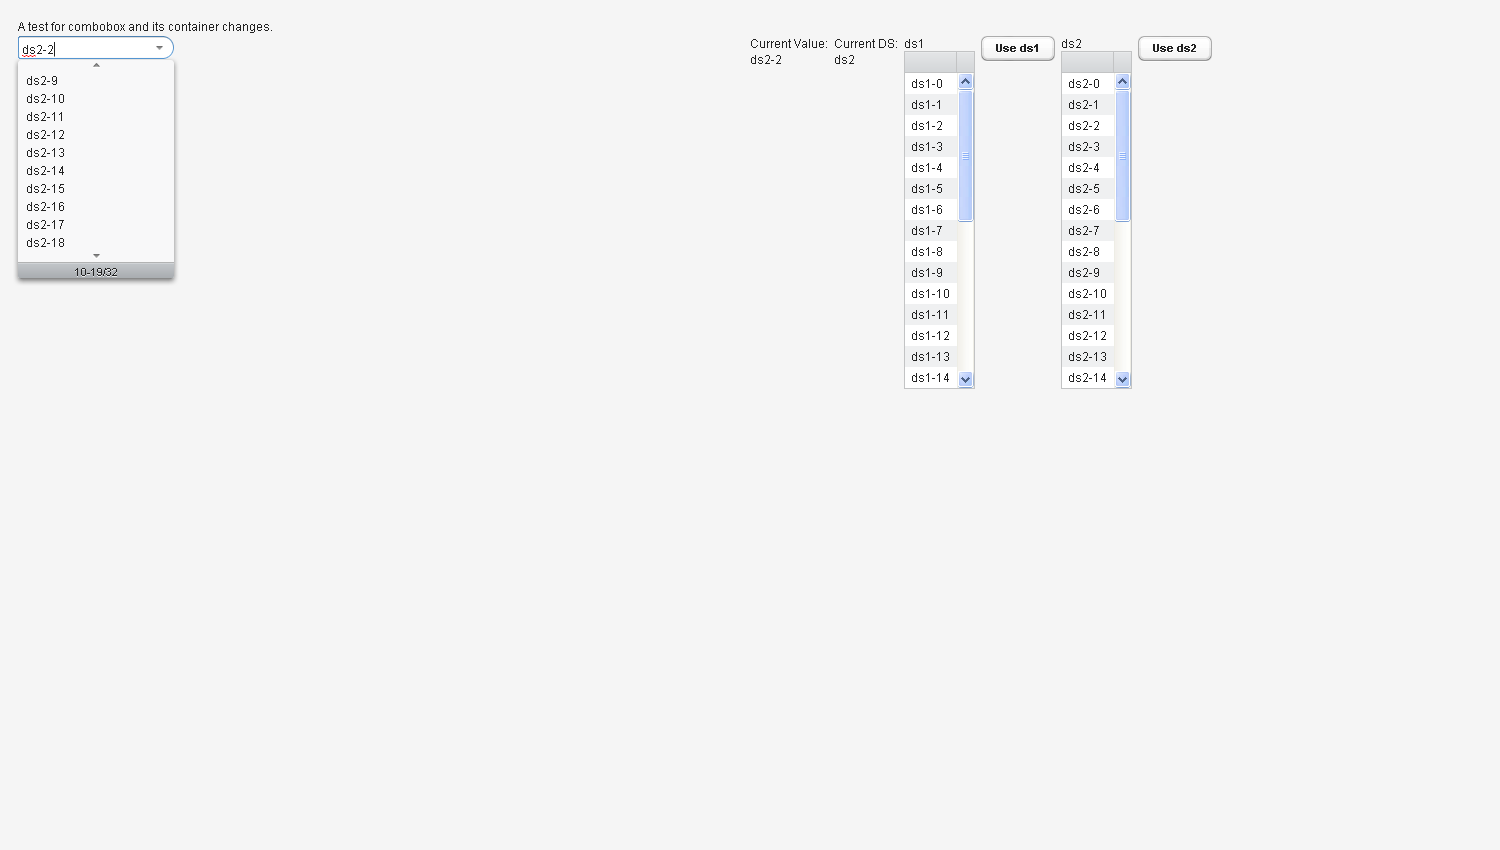 A test for combobox and its container changes.
ds2-2
ds2-9
ds2-10
ds2-11
ds2-12
ds2-13
ds2-14
ds2-15
ds2-16
ds2-17
ds2-18
10-19/32
Current Value:
ds2-2
Current DS:
ds2
ds1
ds1-0
ds1-1
ds1-2
ds1-3
ds1-4
ds1-5
ds1-6
ds1-7
ds1-8
ds1-9
ds1-10
ds1-11
ds1-12
ds1-13
ds1-14
Use ds1
ds2
ds2-0
ds2-1
ds2-2
ds2-3
ds2-4
ds2-5
ds2-6
ds2-7
ds2-8
ds2-9
ds2-10
ds2-11
ds2-12
ds2-13
ds2-14
Use ds2